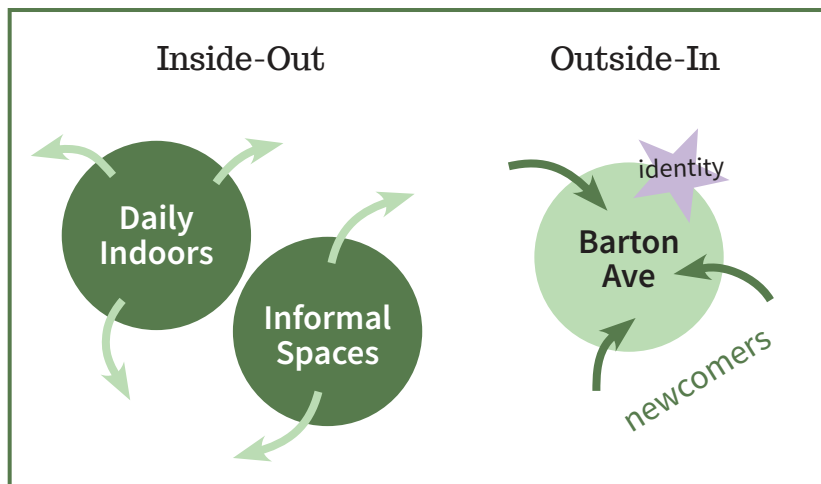 Inside-Out
Daily
Indoors
Informal
Spaces
Outside-In
identity
Barton
Ave
newcomers